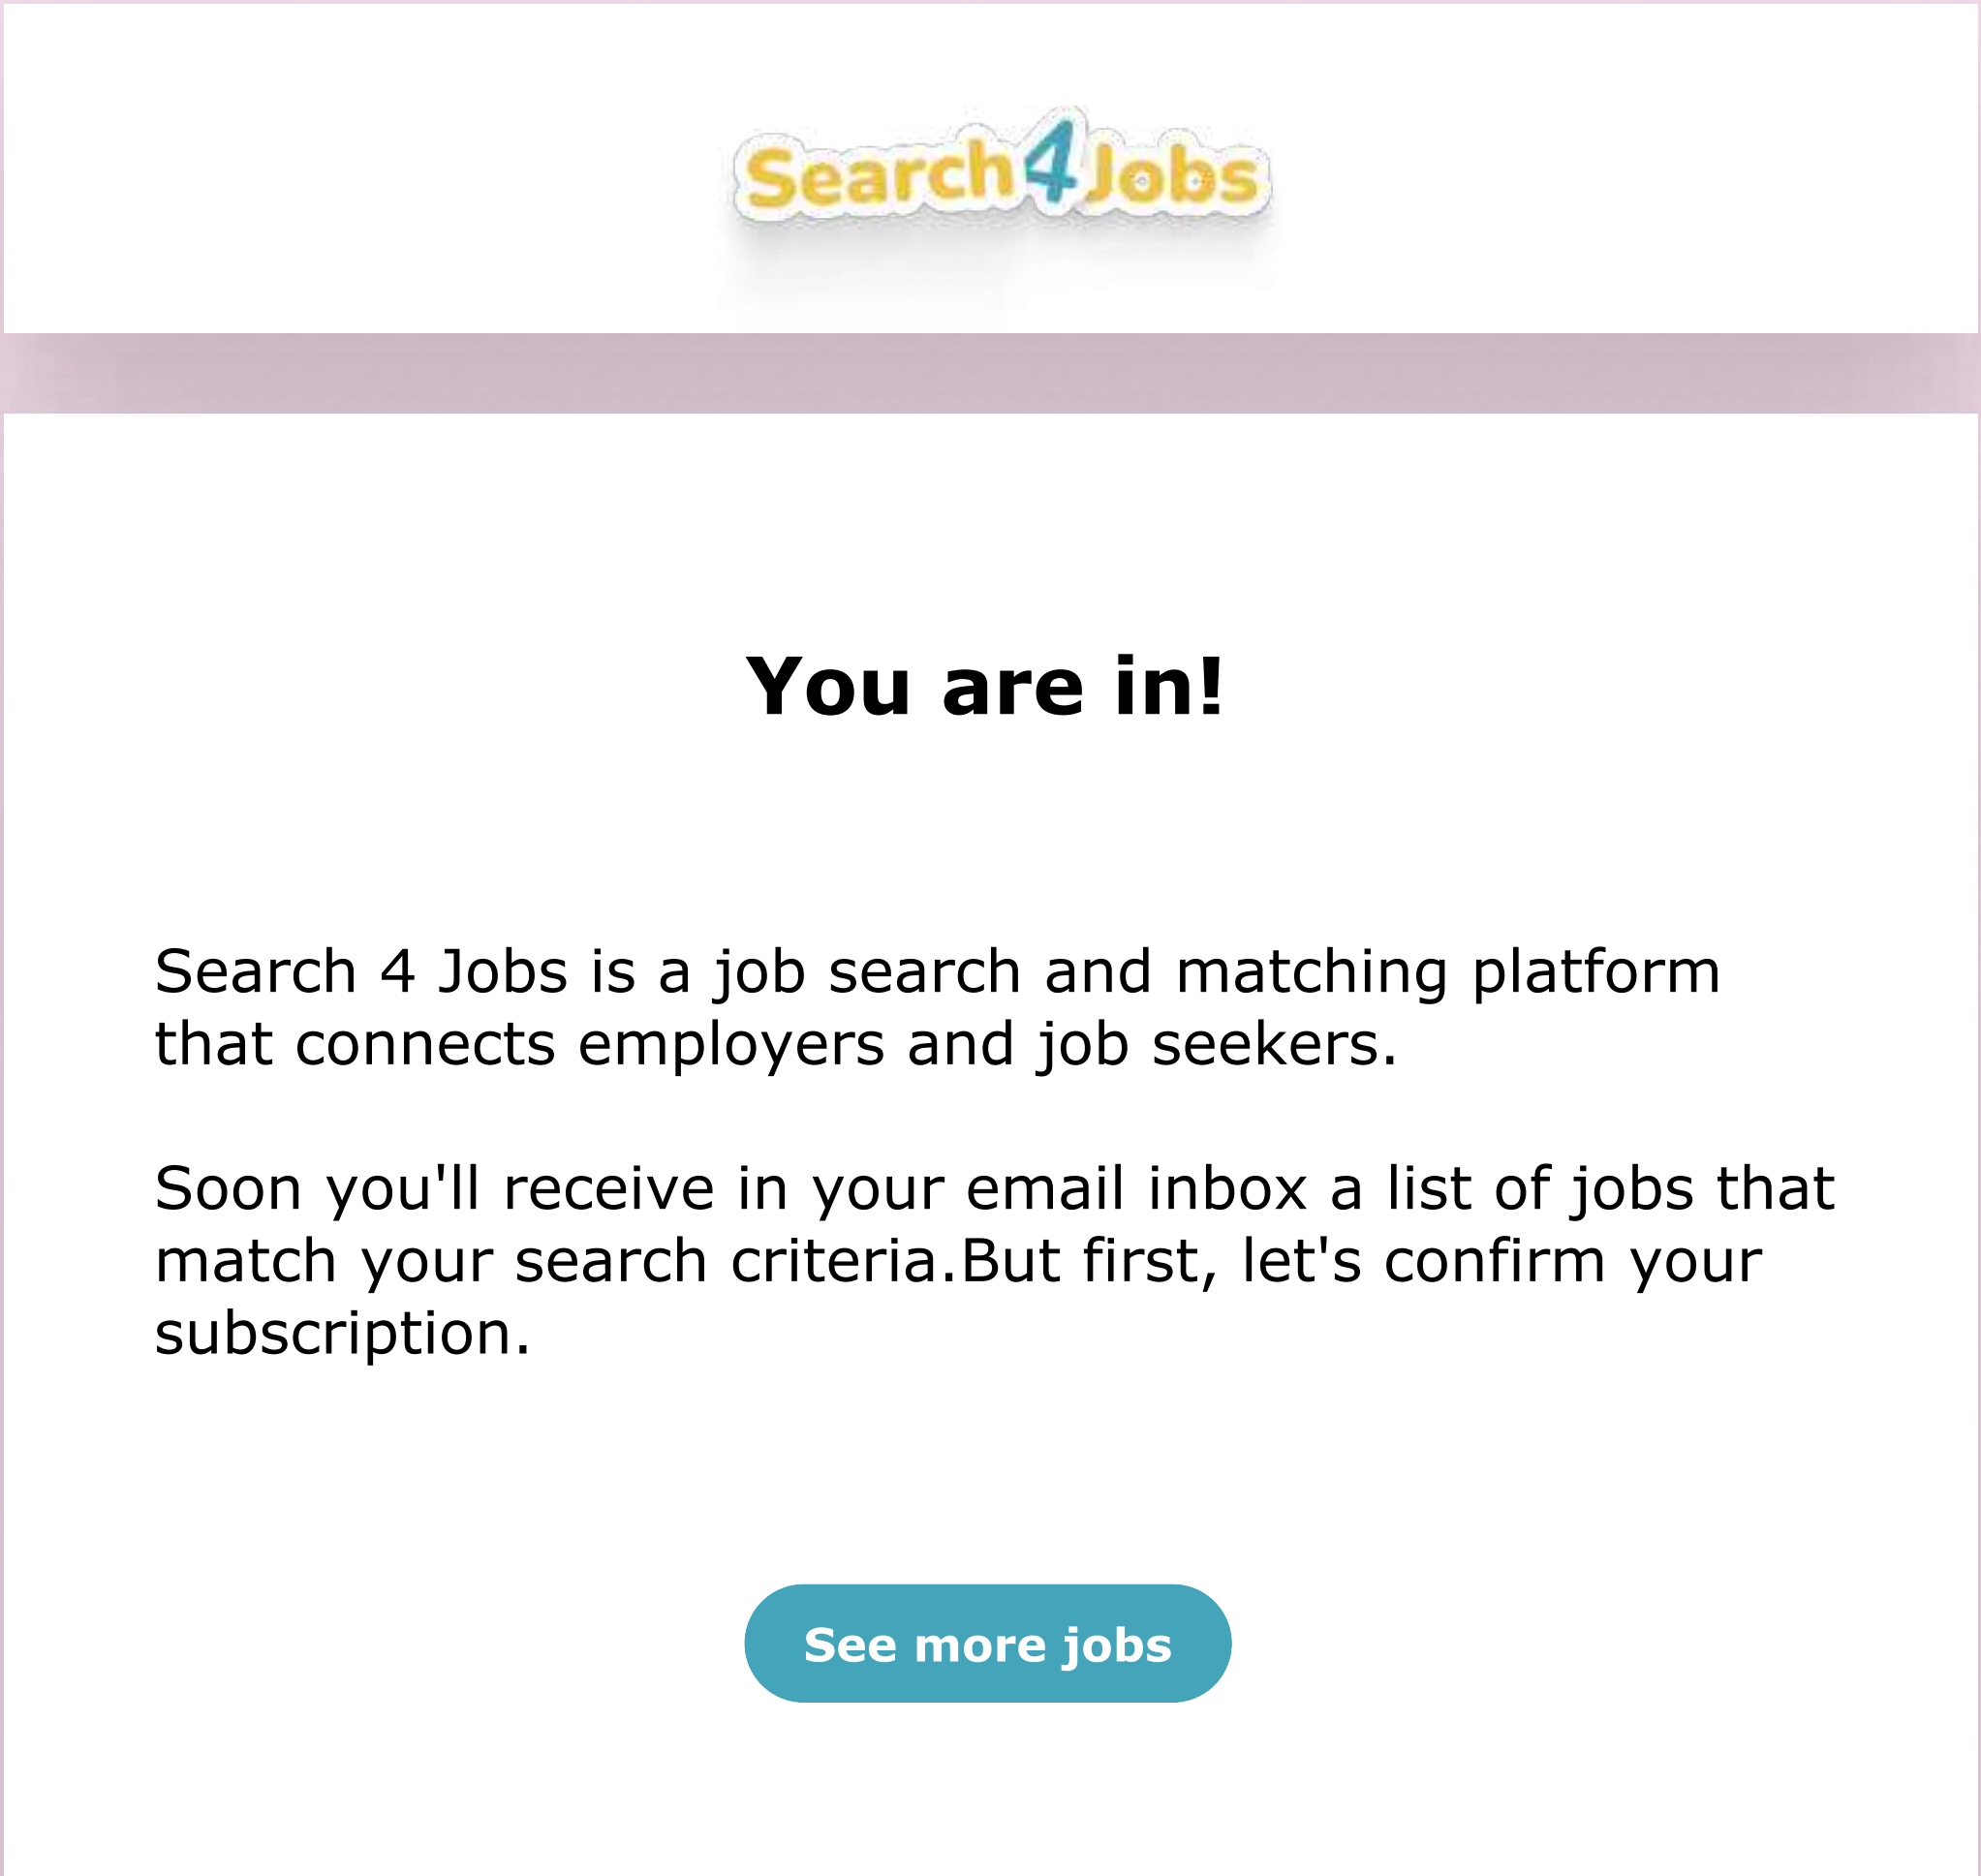 Search4Jobs
You are in!
Search 4 Jobs is a job search and matching platform
that connects employers and job seekers.
Soon you'll receive in your email inbox a list of jobs that
match your search criteria.But first, let's confirm your
subscription.
See more jobs